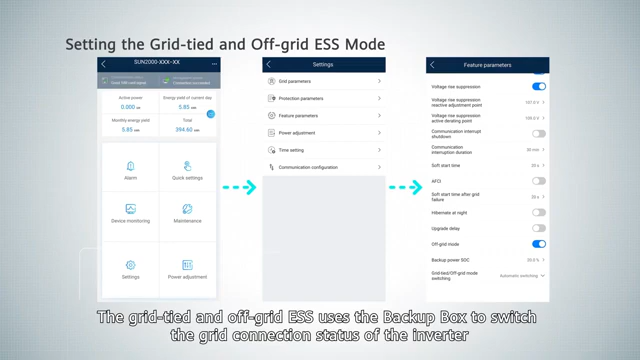 Setting the Grid-tied and Off-grid ESS Mode
SUN2000-XXX-XX
Active power
0.000 kW
Energy yield of current day
5.85 kWh
Monthly energy yield
5.85 kWh
Total
394.60 kWh
Alarm
Quick settings
Device monitoring
Maintenance
Settings
Power adjustment
Settings
Grid parameters
Protection parameters
Feature parameters
Power adjustment
Time setting
Communication configuration
Feature parameters
Voltage rise suppression
Voltage rise suppression
reactive adjustment point
107.0 V
Voltage rise suppression
active derating point
109.0 V
Communication interrupt
shutdown
Communication
interruption duration
30 min
Soft start time
20 s
AFCI
Soft start time after grid
failure
20 s
Hibernate at night
Upgrade delay
Off-grid mode
Backup power SOC
20.0 %
Grid-tied/Off-grid mode
switching
Automatic switching
The grid-tied and off-grid ESS uses the Backup Box to switch
the grid connection status of the inverter